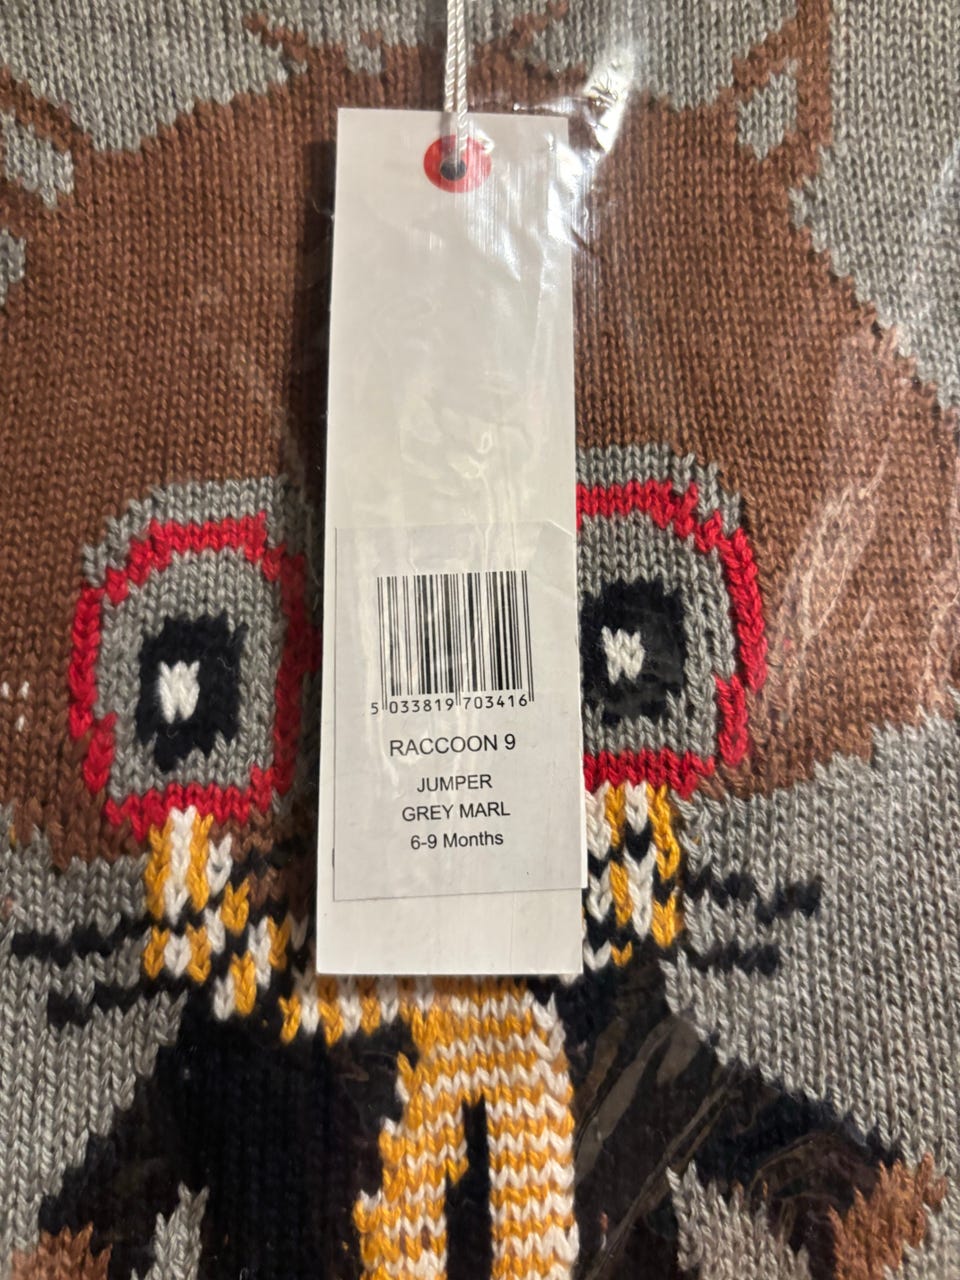 5 033819 703416
RACCOON 9
JUMPER
GREY MARL
6-9 Months